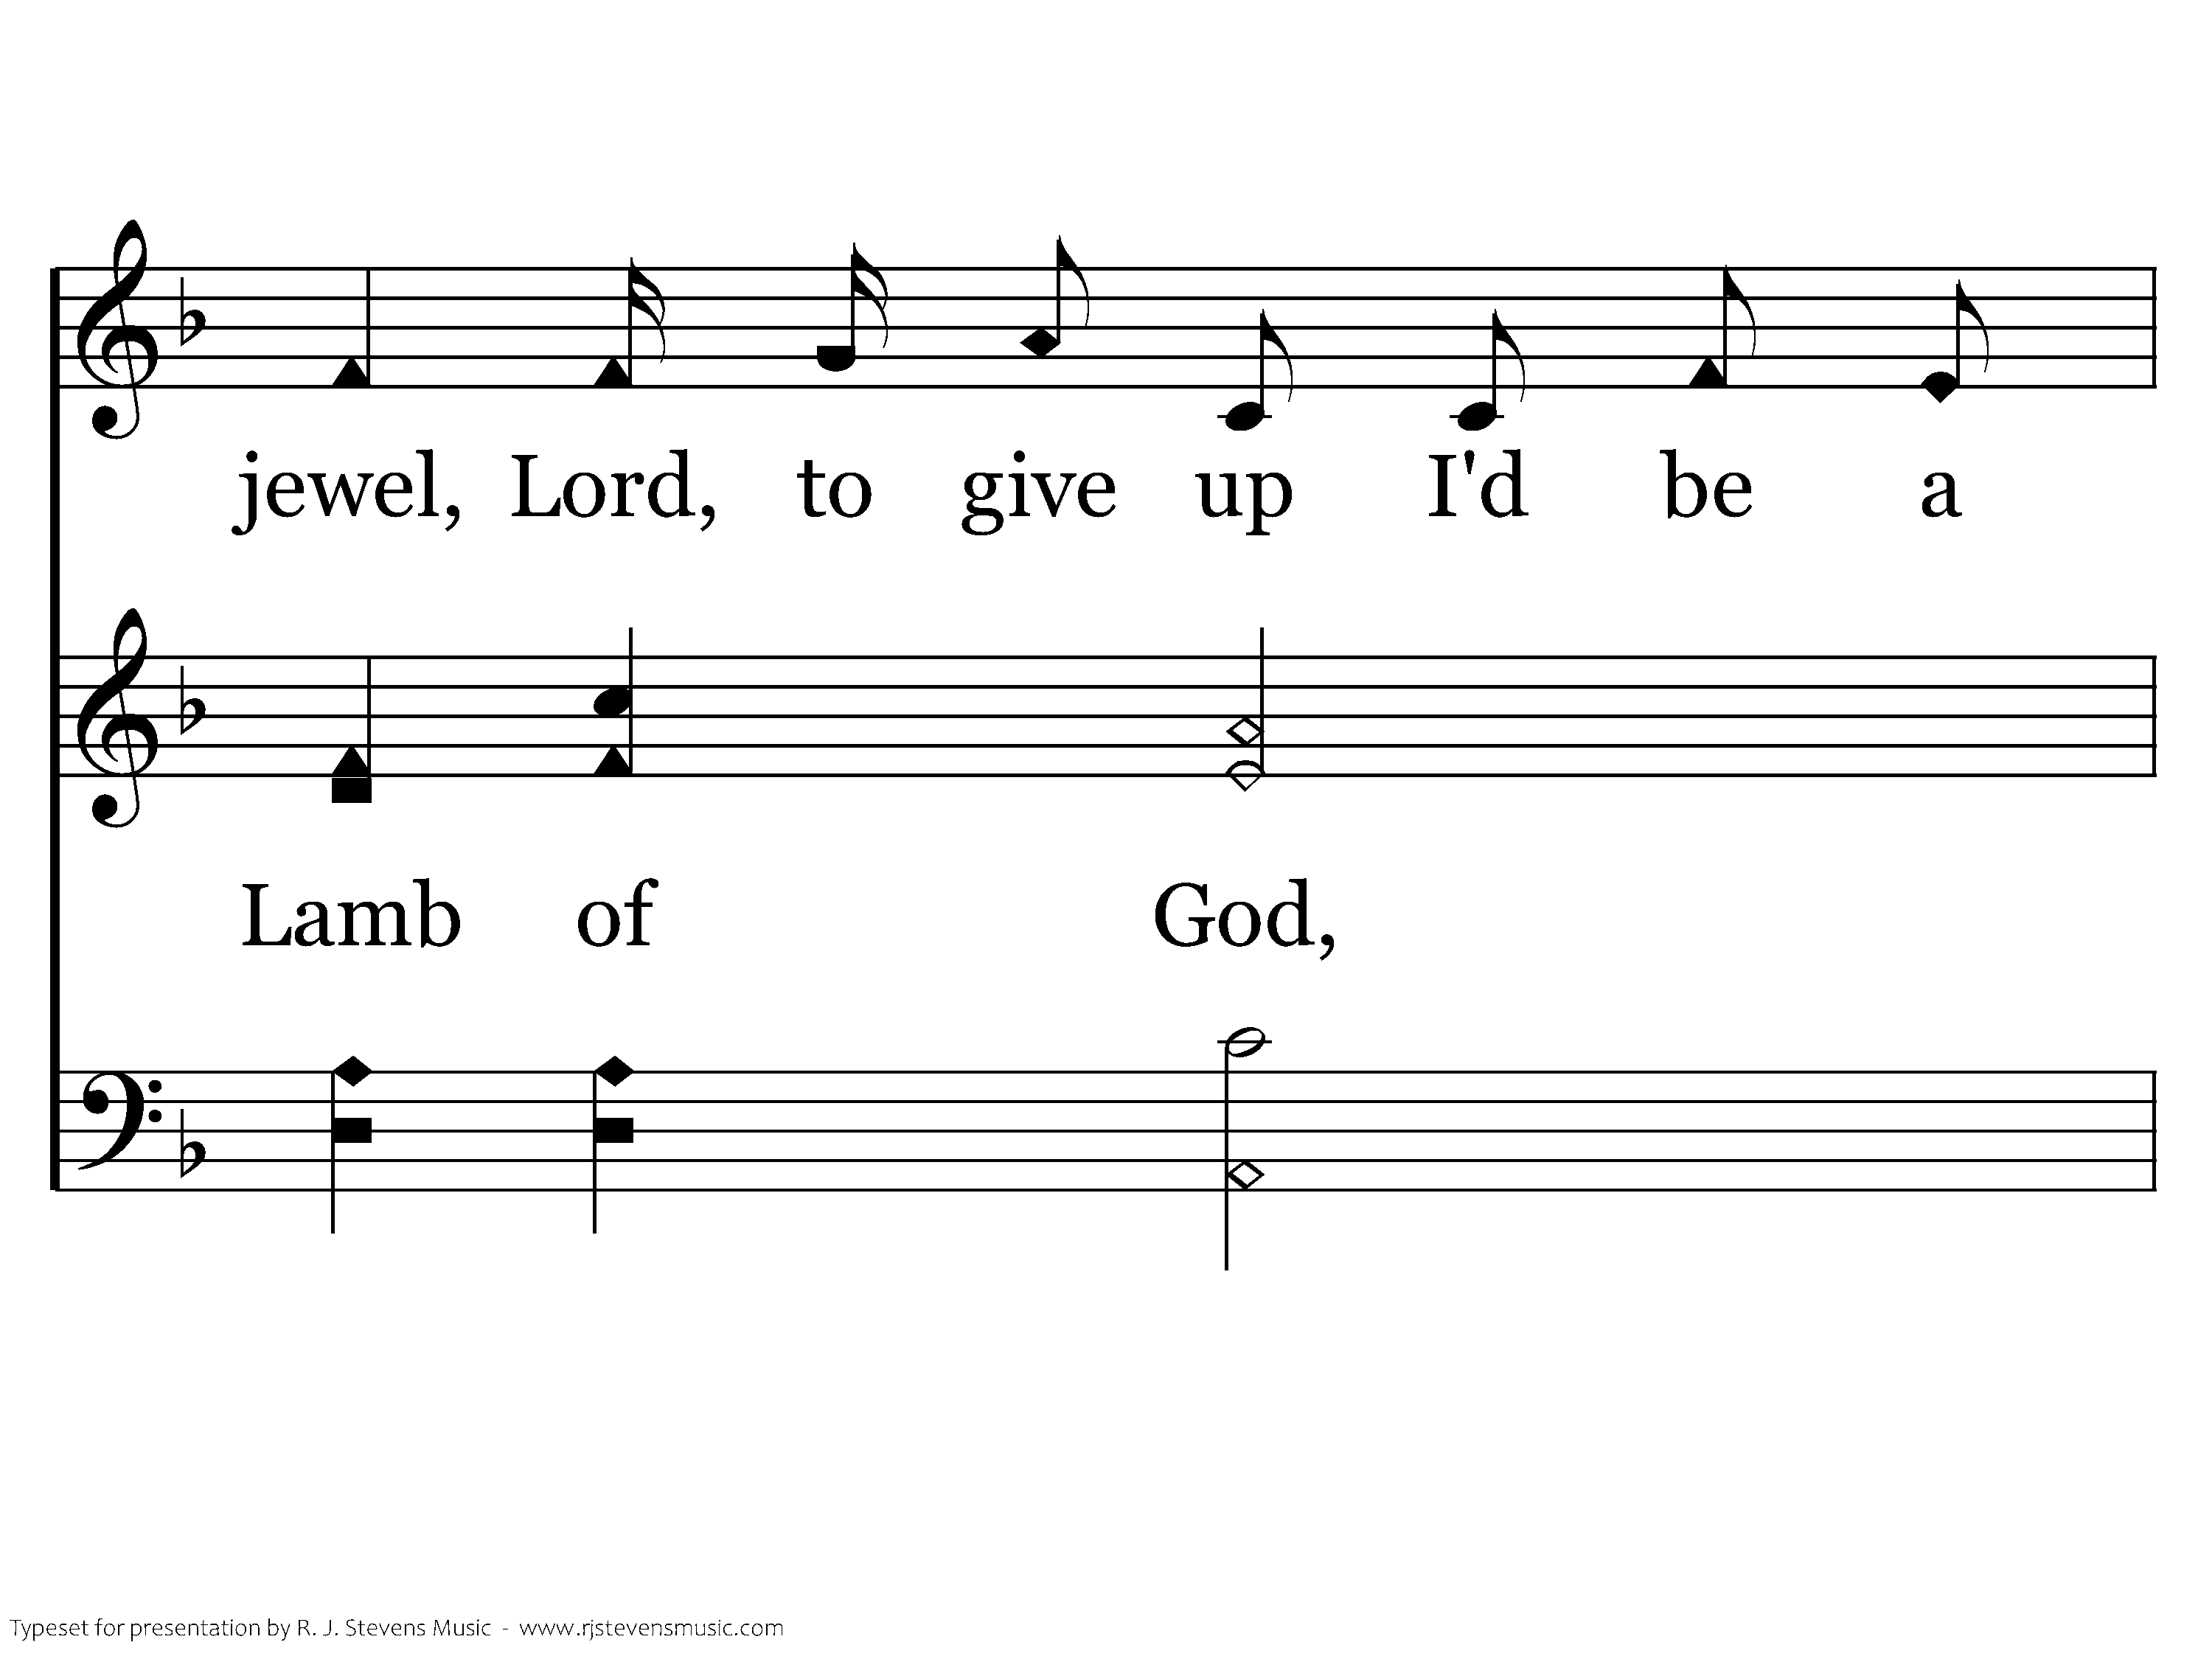 jewel, Lord, to give up I'd be a
Lamb of God,
Typeset for presentation by R. J. Stevens Music - www.rjstevensmusic.com